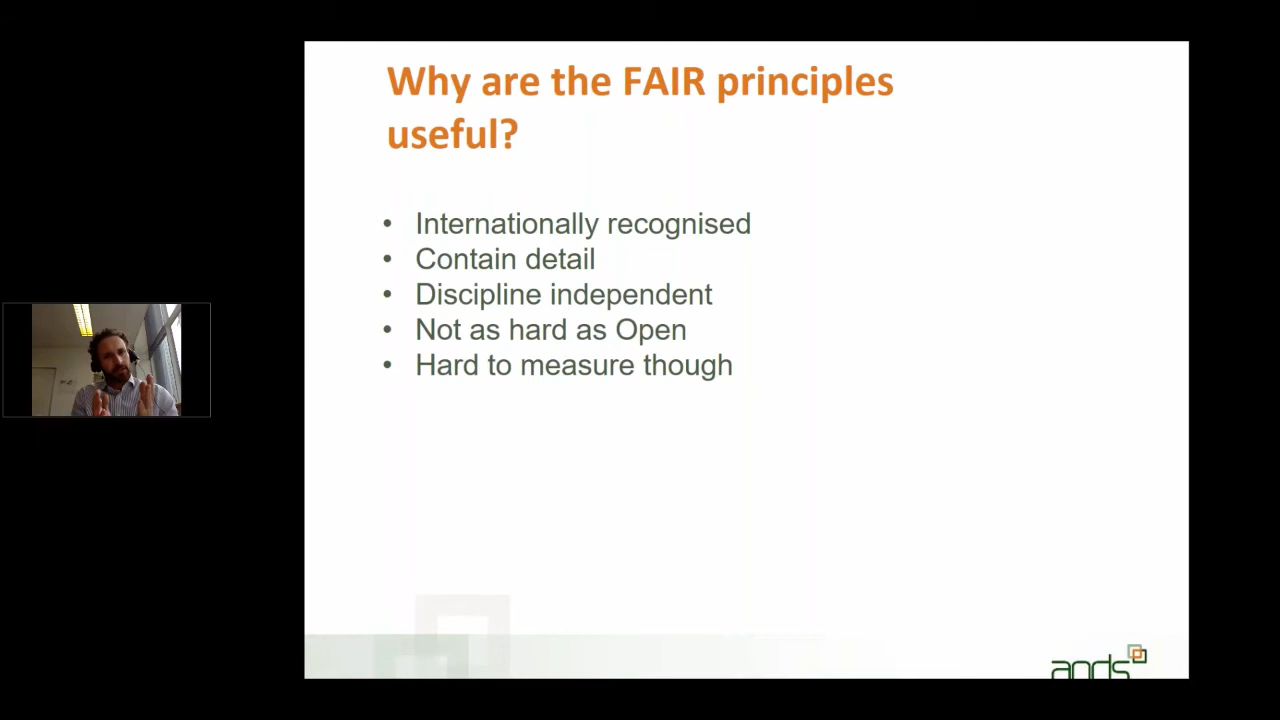 Why are the FAIR principles
useful?
• Internationally recognised
• Contain detail
• Discipline independent
• Not as hard as Open
• Hard to measure though
ands